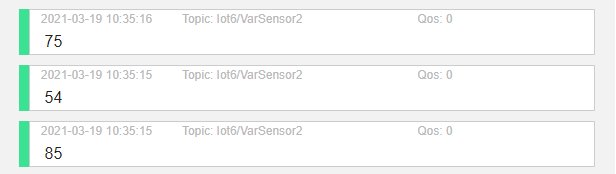 2021-03-19 10:35:16 Topic: Iot6/VarSensor2 Qos: 0
75
2021-03-19 10:35:15 Topic: Iot6/VarSensor2 Qos: 0
54
2021-03-19 10:35:15 Topic: Iot6/VarSensor2 Qos: 0
85